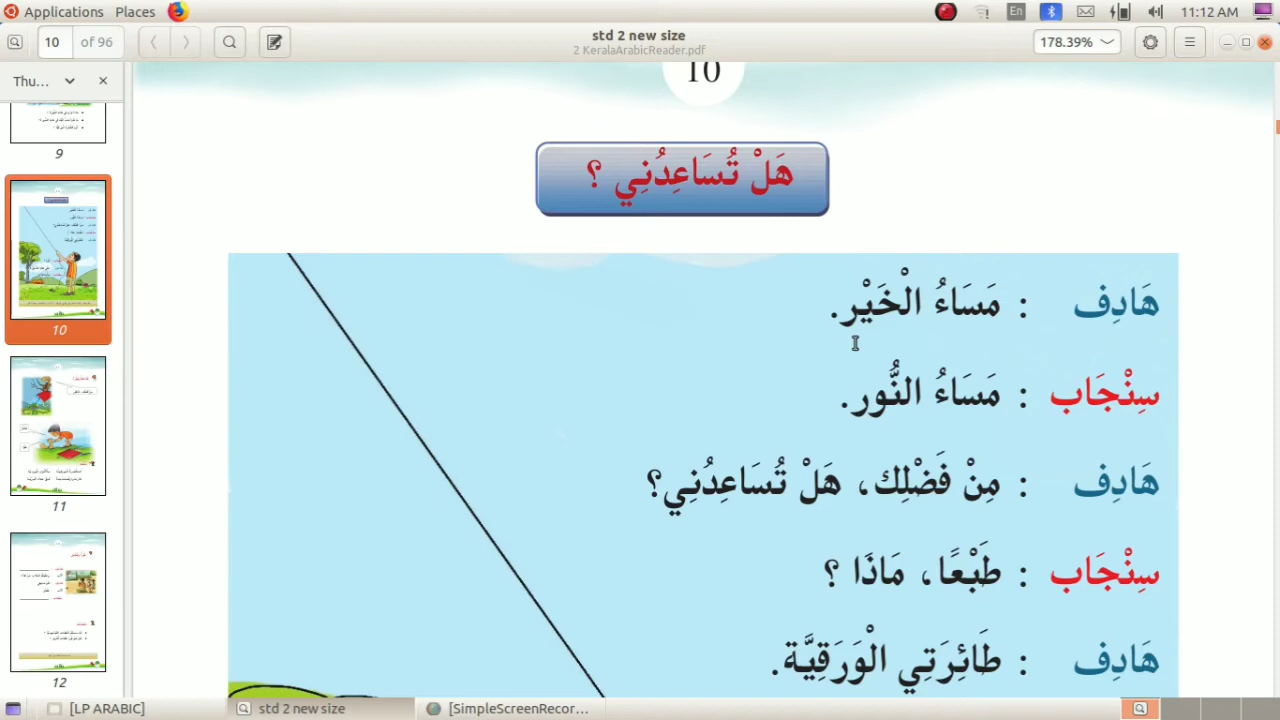 Applications Places
En
11:12 AM
10 of 96
std 2 new size
2 KeralaArabicReader.pdf
178.39%
Thu...
9
10
11
12
10
هَلْ تُسَاعِدُنِي ؟
هَادِف : مَسَاءُ الْخَيْر.
سِنْجَاب : مَسَاءُ النُّور.
هَادِف : مِنْ فَضْلِك، هَلْ تُسَاعِدُنِي؟
سِنْجَاب : طَبْعًا، مَاذَا ؟
هَادِف : طَائِرَتِي الْوَرَقِيَّة.
[LP ARABIC]
std 2 new size
[SimpleScreenRecor...